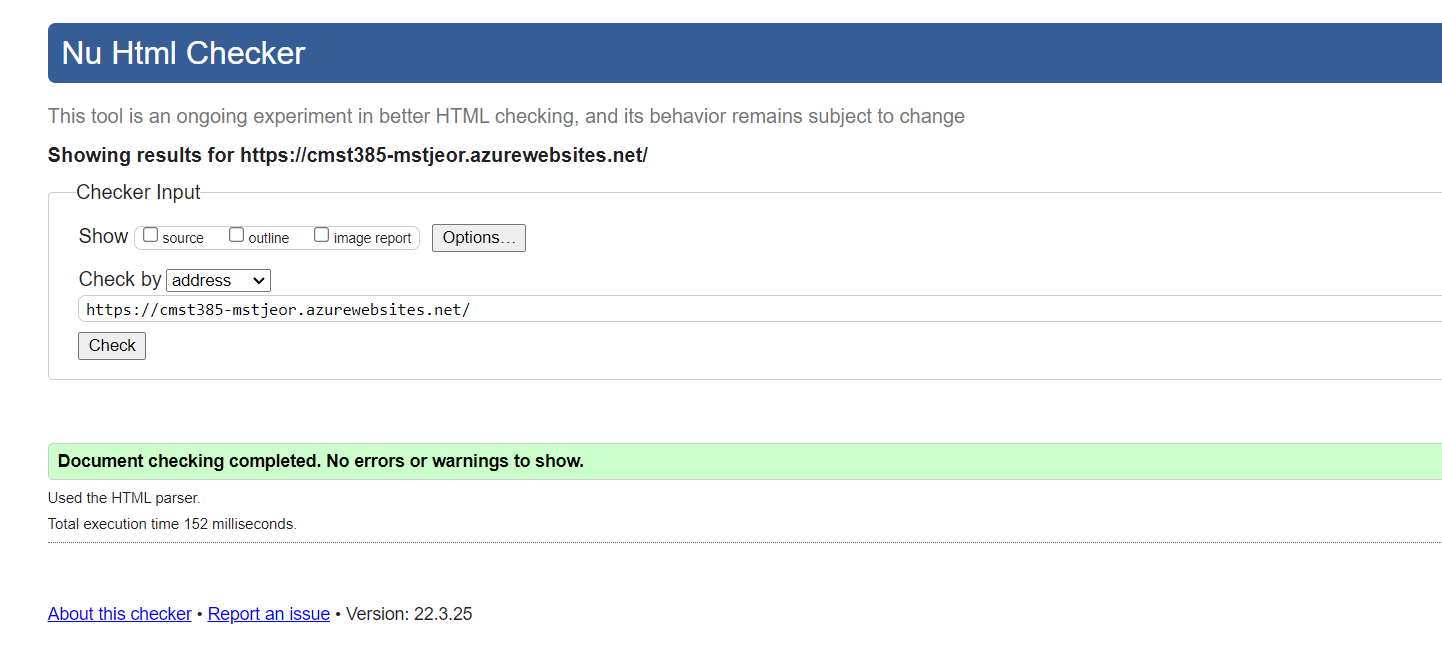 Nu Html Checker
This tool is an ongoing experiment in better HTML checking, and its behavior remains subject to change
Showing results for https://cmst385-mstjeor.azurewebsites.net/
Checker Input
Show source outline image report Options...
Check by address
https://cmst385-mstjeor.azurewebsites.net/
Check
Document checking completed. No errors or warnings to show.
Used the HTML parser.
Total execution time 152 milliseconds.
About this checker • Report an issue • Version: 22.3.25